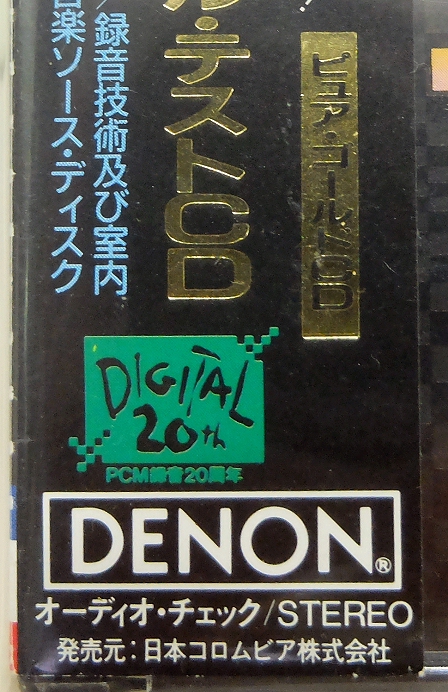 ピュア・ゴールドCD
ル・テストCD
/録音技術及び室内
音楽ソース・ディスク
DIGITAL
20th
PCM録音20周年
DENON®
オーディオ・チェック/STEREO
発売元:日本コロムビア株式会社